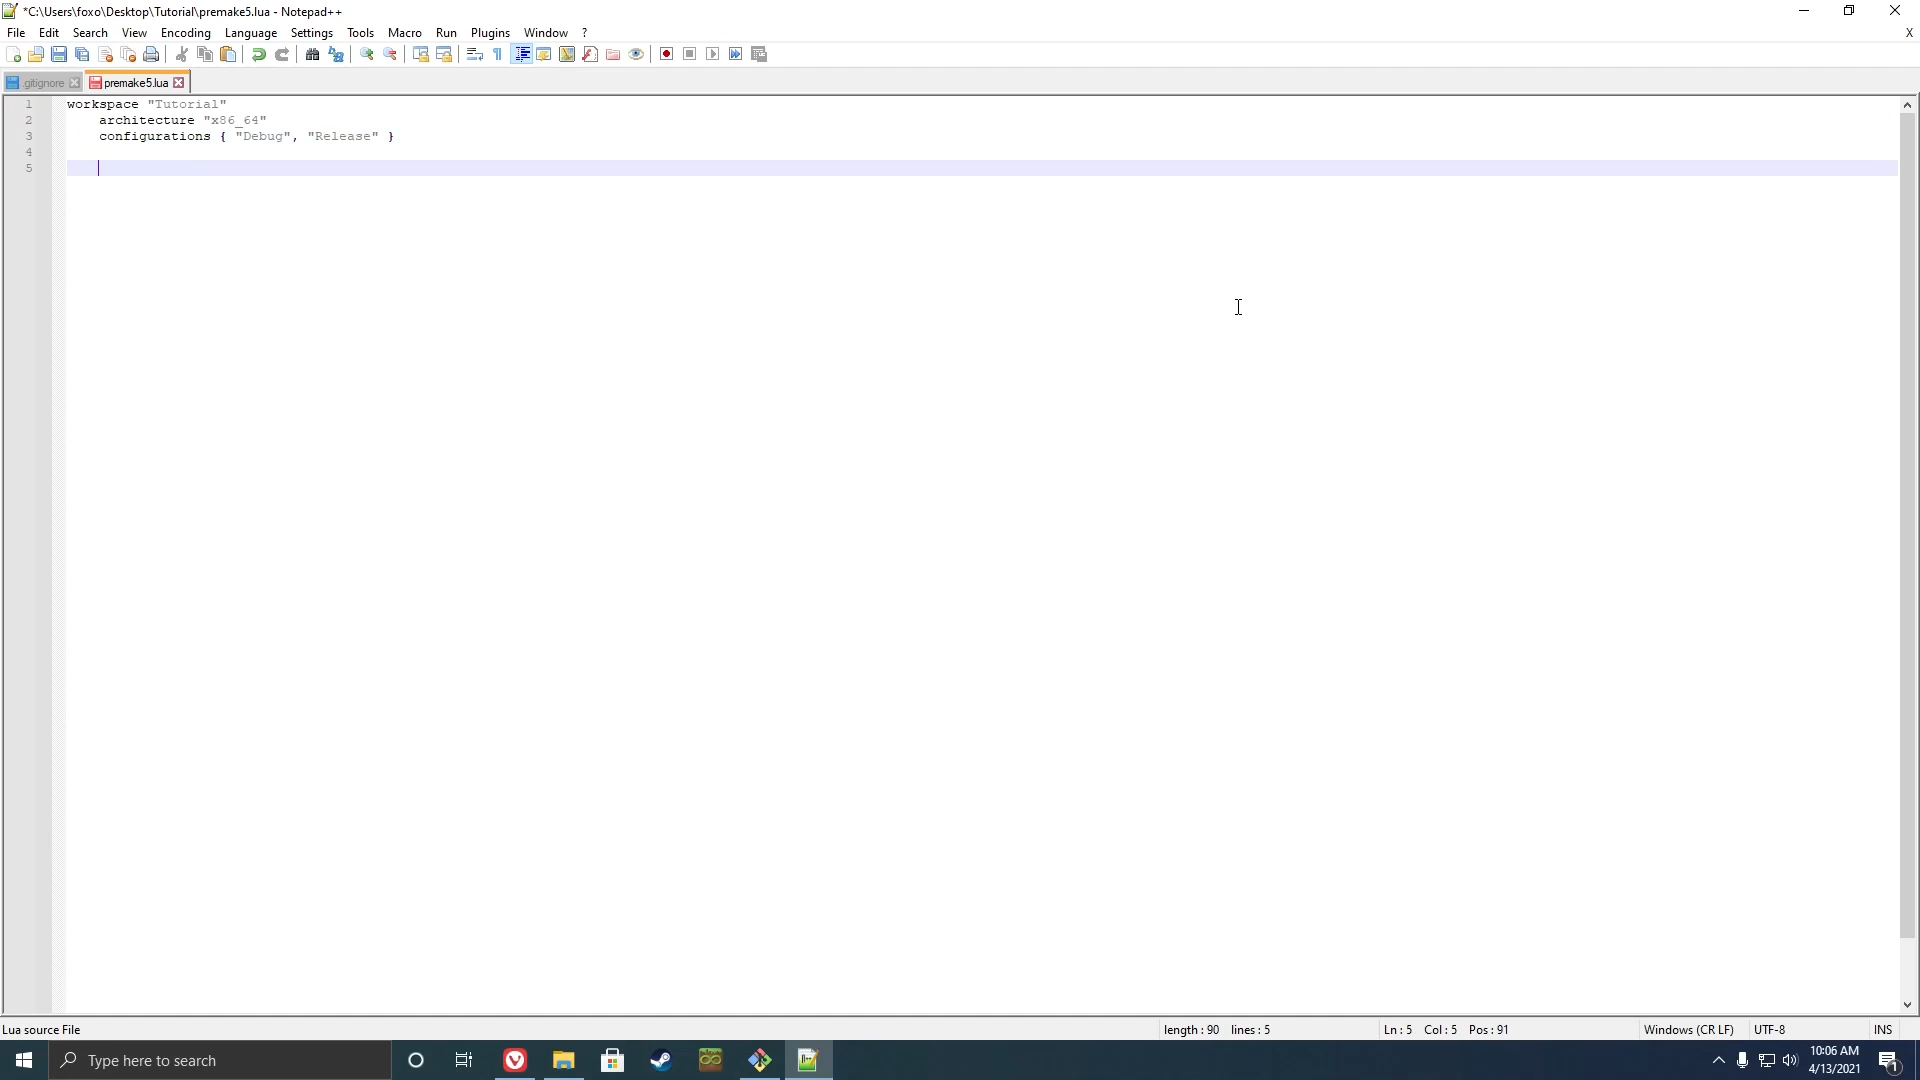 *C:\Users\foxo\Desktop\Tutorial\premake5.lua - Notepad++
File Edit Search View Encoding Language Settings Tools Macro Run Plugins Window ? X
.gitignore premake5.lua
1 workspace "Tutorial"
2 architecture "x86_64"
3 configurations { "Debug", "Release" }
4
5
Lua source File length : 90 lines : 5 Ln : 5 Col : 5 Pos : 91 Windows (CR LF) UTF-8 INS
Type here to search
10:06 AM
4/13/2021
1